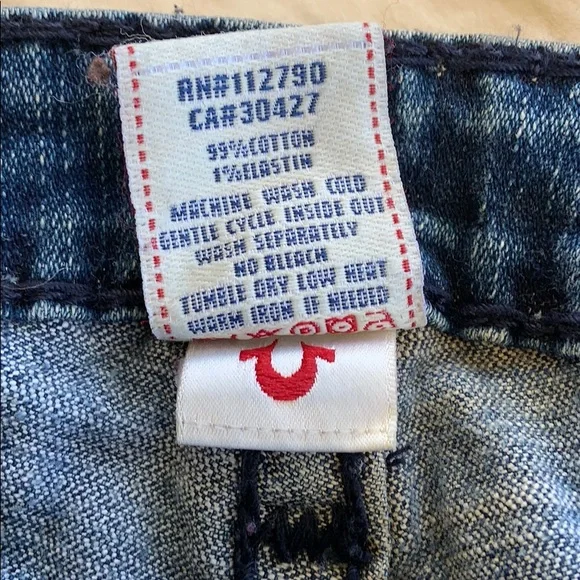 RN#112790
CA#30427
99%COTTON
1%ELASTIN
MACHINE WASH COLD
GENTLE CYCLE INSIDE OUT
WASH SEPARATELY
NO BLEACH
TUMBLE DRY LOW HEAT
WARM IRON IF NEEDED